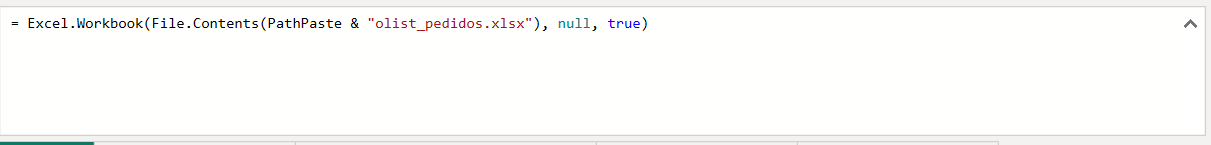 = Excel.Workbook(File.Contents(PathPaste & "olist_pedidos.xlsx"), null, true)